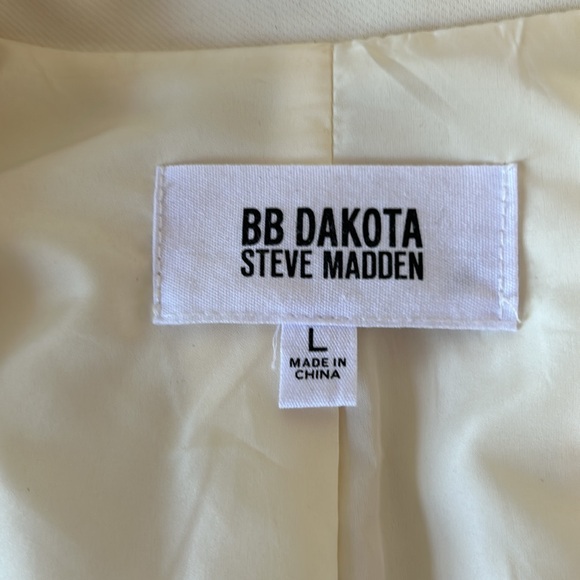 BB DAKOTA
STEVE MADDEN
L
MADE IN
CHINA